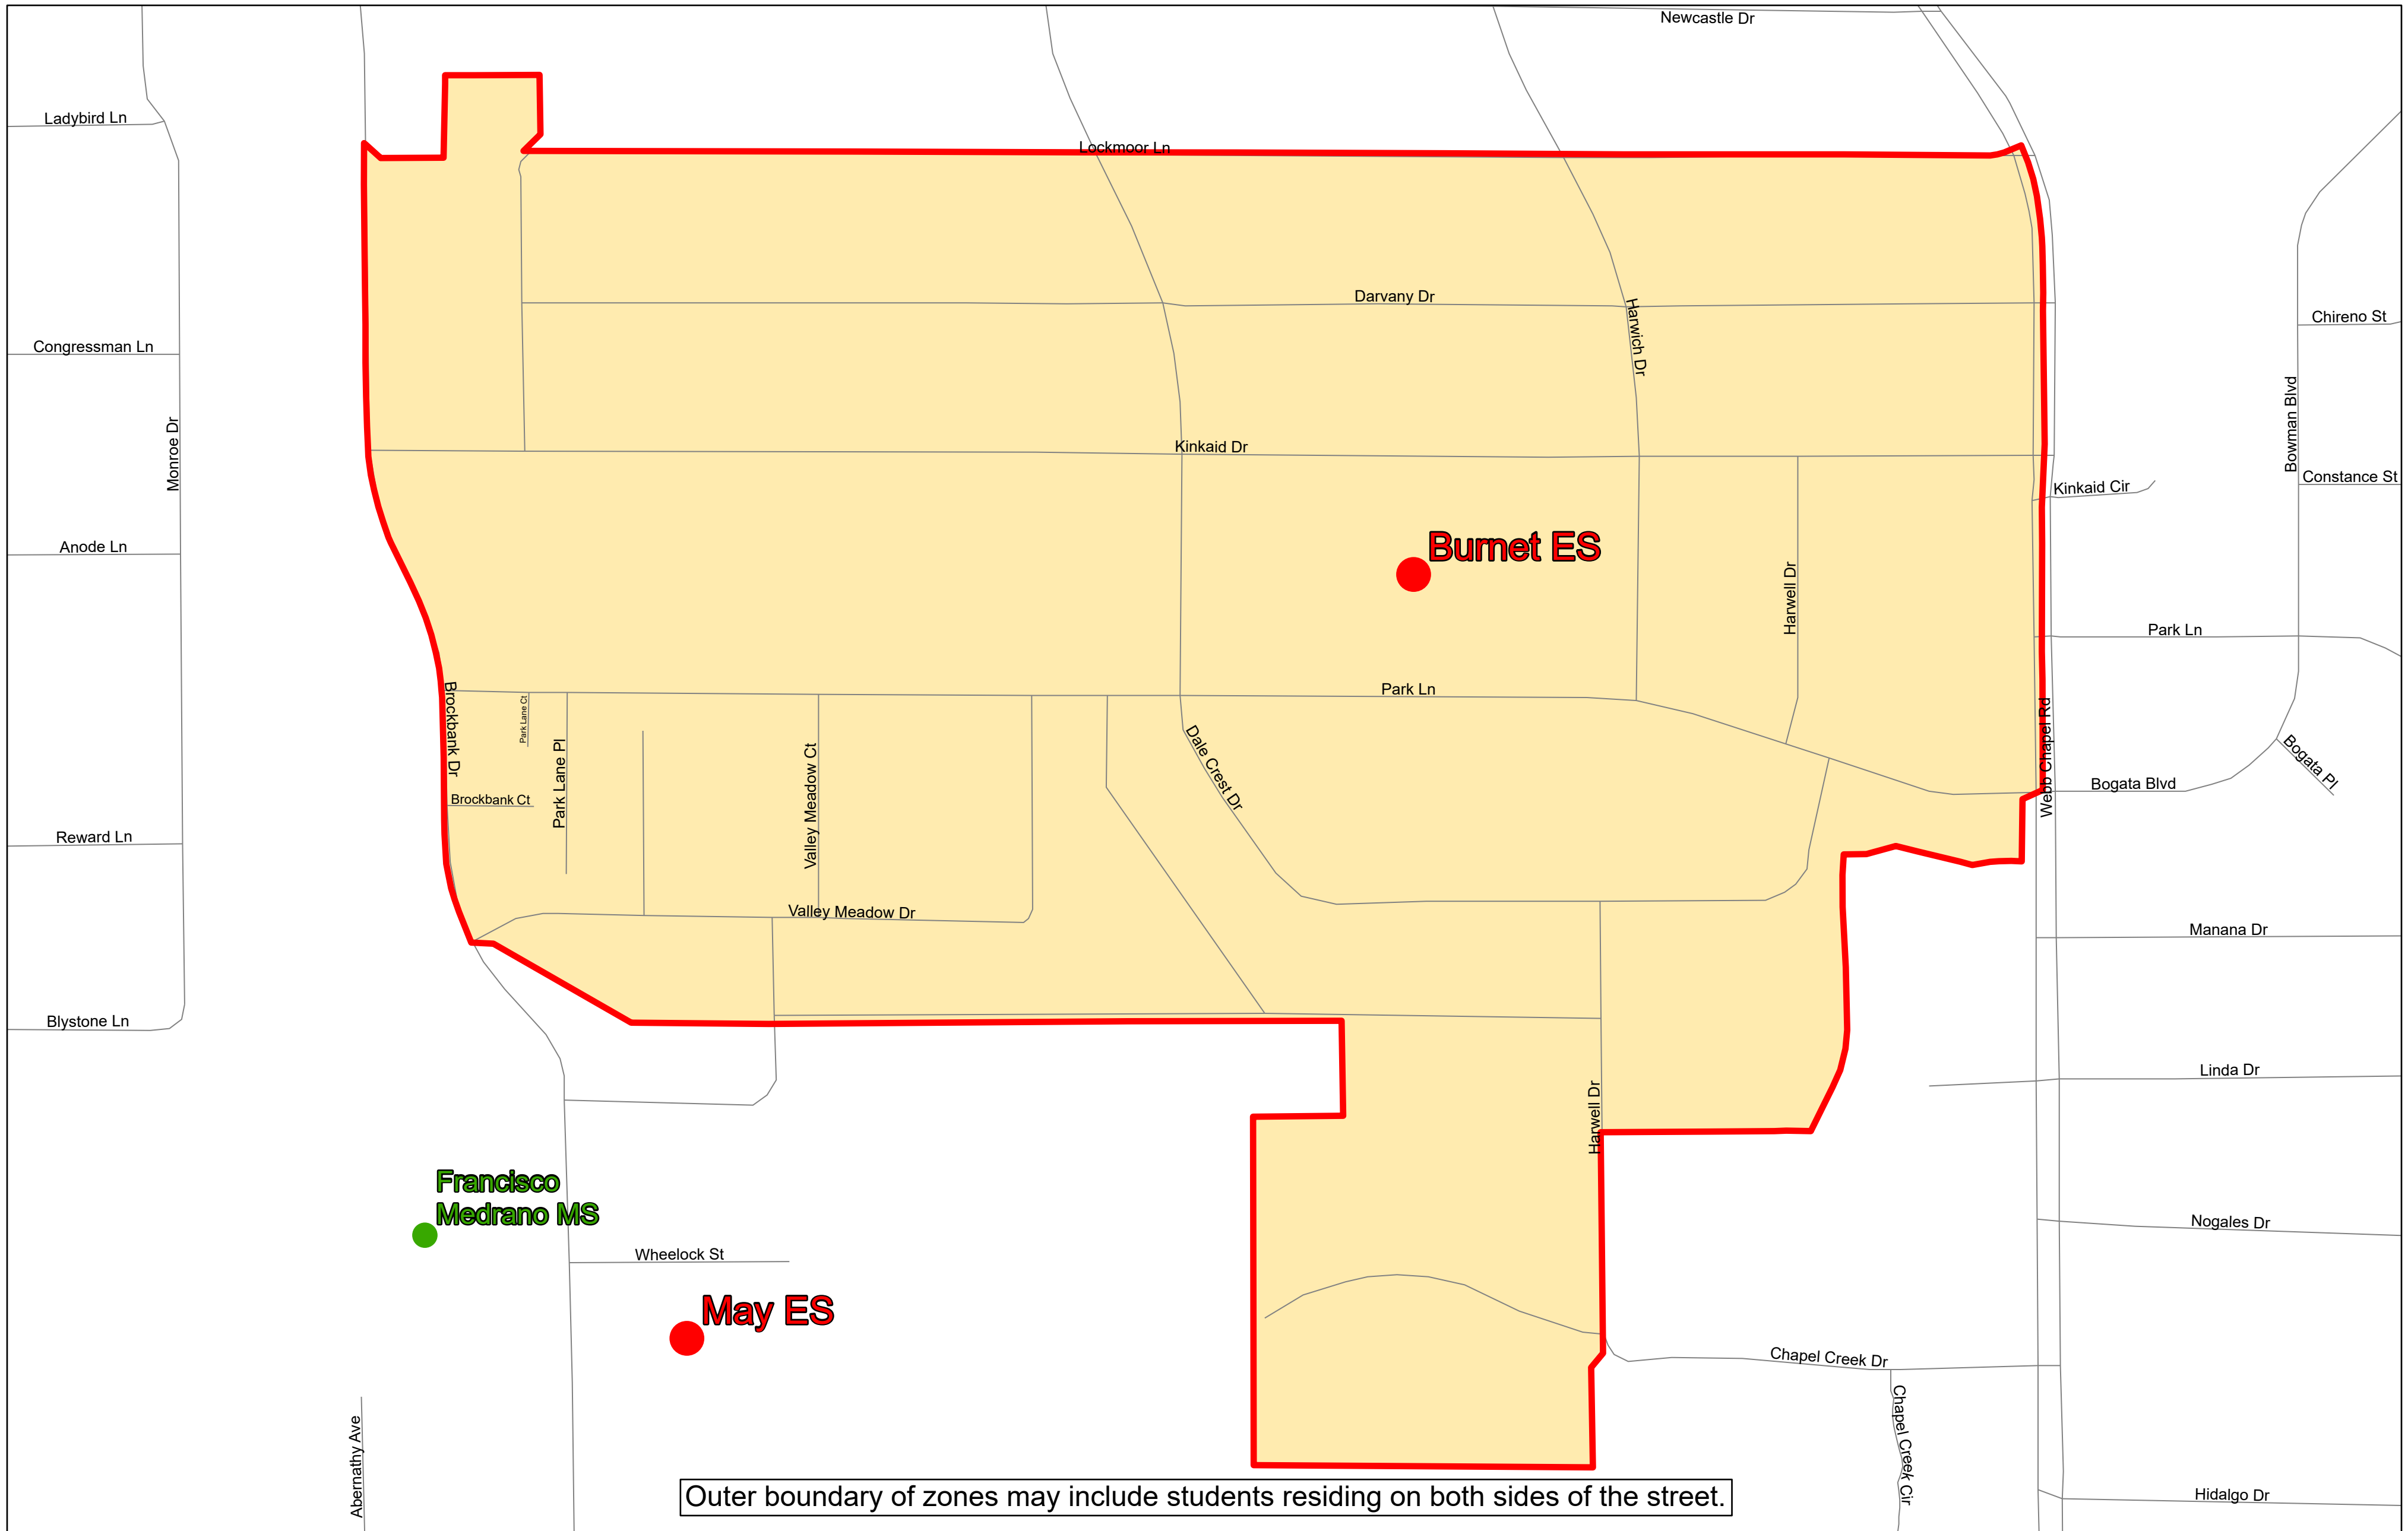 Newcastle Dr
Ladybird Ln
Lockmoor Ln
Darvany Dr
Harwich Dr
Chireno St
Congressman Ln
Monroe Dr
Bowman Blvd
Kinkaid Dr
Constance St
Kinkaid Cir
Anode Ln
Burnet ES
Harwell Dr
Park Ln
Park Ln
Brockbank Dr
Park Lane Ct
Park Lane Pl
Valley Meadow Ct
Dale Crest Dr
Webb Chapel Rd
Bogata Blvd
Bogata Pl
Brockbank Ct
Reward Ln
Valley Meadow Dr
Manana Dr
Blystone Ln
Linda Dr
Harwell Dr
Francisco
Medrano MS
Nogales Dr
Wheelock St
May ES
Chapel Creek Dr
Chapel Creek Cir
Abernathy Ave
Outer boundary of zones may include students residing on both sides of the street.
Hidalgo Dr